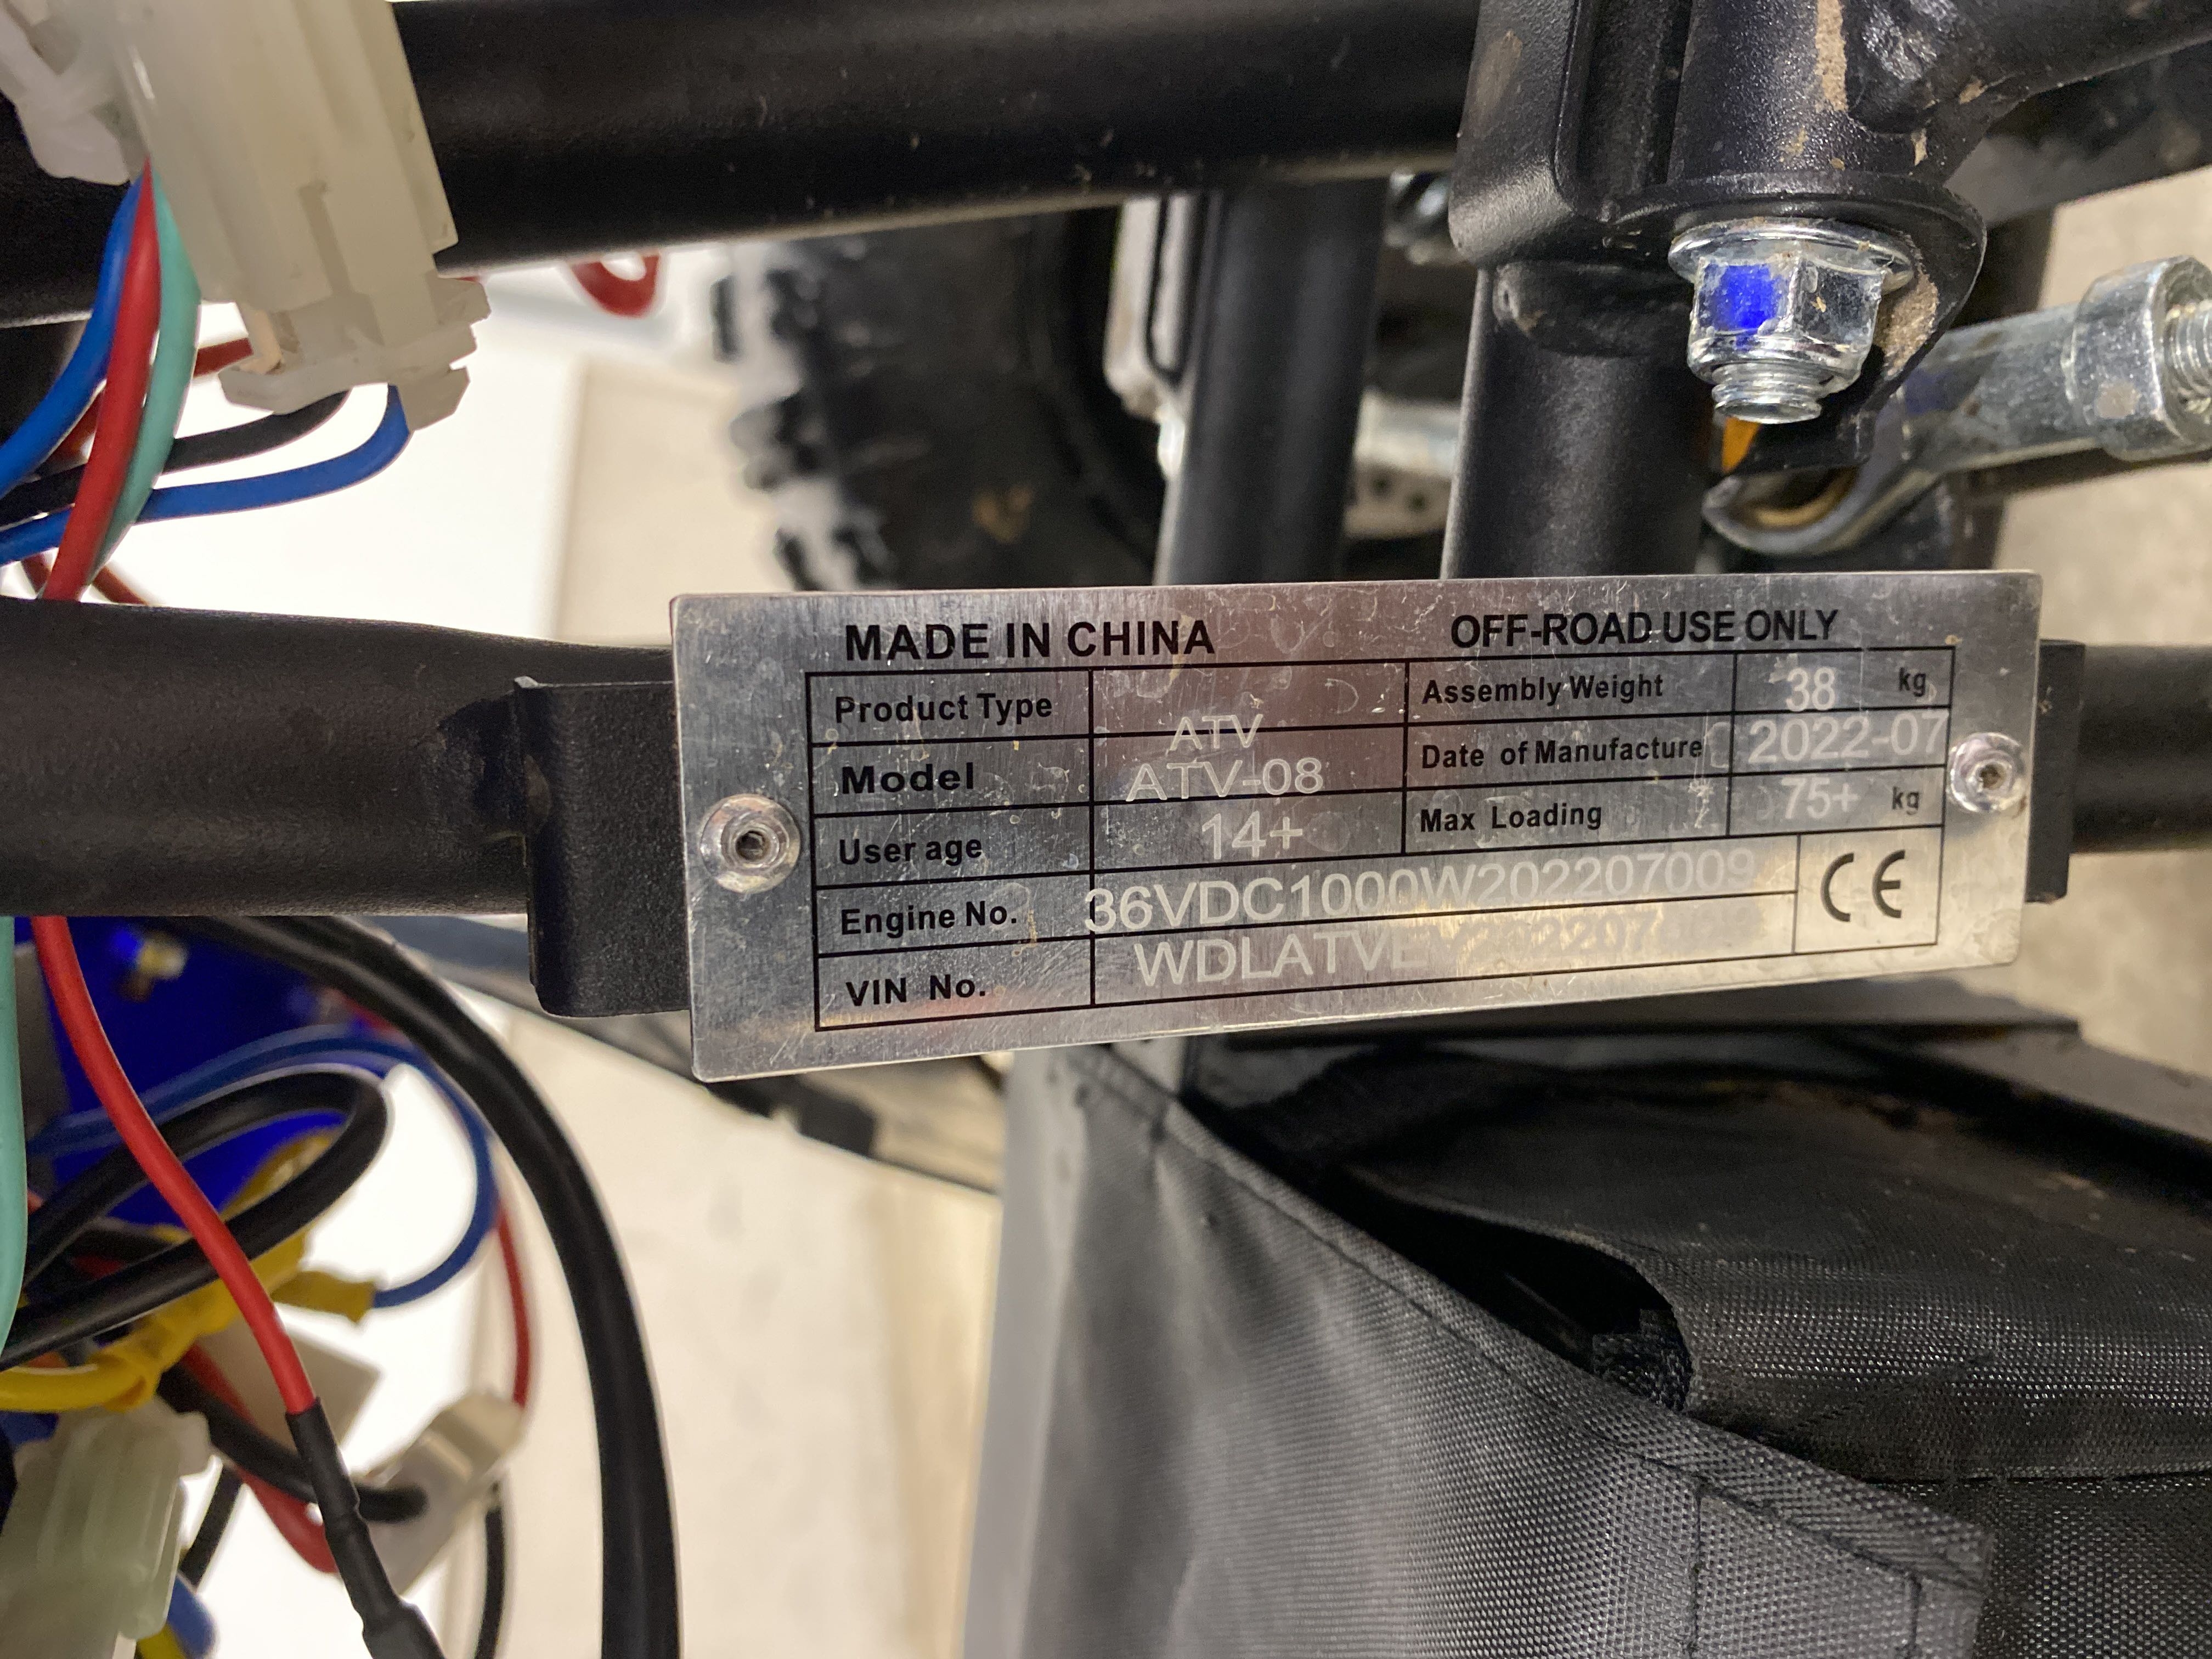 MADE IN CHINA OFF-ROAD USE ONLY
Product Type ATV Assembly Weight 38 kg
Model ATV-08 Date of Manufacture 2022-07
User age 14+ Max Loading 75+ kg
Engine No. 36VDC1000W202207009 CE
VIN No.